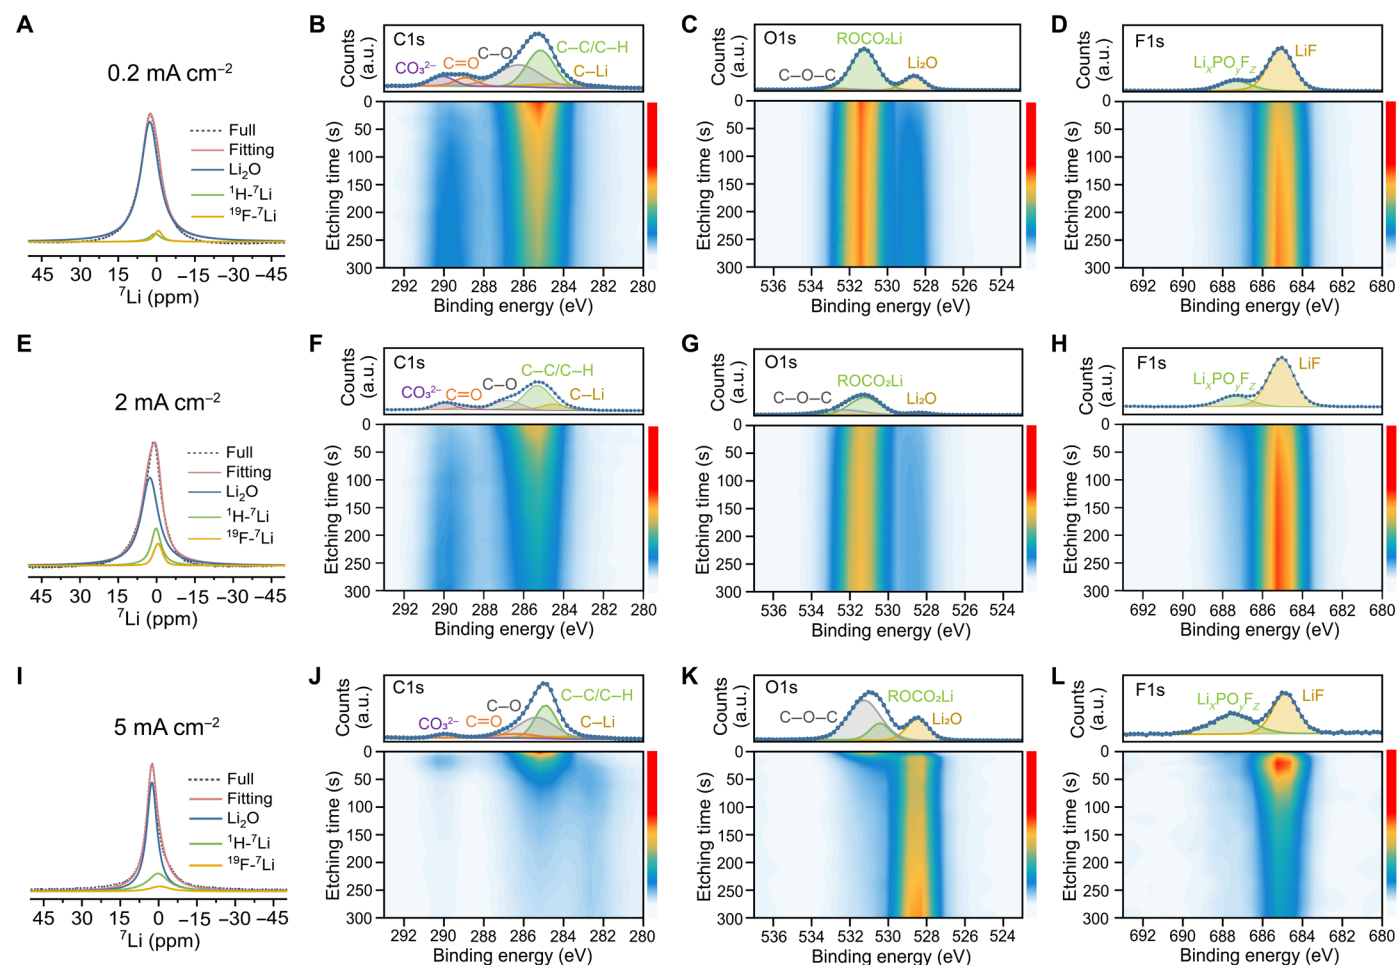 A
0.2 mA cm⁻²
Full
Fitting
Li₂O
¹H-⁷Li
¹⁹F-⁷Li
45 30 15 0 −15 −30 −45
⁷Li (ppm)
B
Counts (a.u.)
C1s
CO₃²⁻
C=O
C—O
C—C/C—H
C—Li
Etching time (s)
0
50
100
150
200
250
300
292 290 288 286 284 282 280
Binding energy (eV)
C
Counts (a.u.)
O1s
C—O—C
ROCO₂Li
Li₂O
Etching time (s)
0
50
100
150
200
250
300
536 534 532 530 528 526 524
Binding energy (eV)
D
Counts (a.u.)
F1s
LiₓPOᵧF_z
LiF
Etching time (s)
0
50
100
150
200
250
300
692 690 688 686 684 682 680
Binding energy (eV)
E
2 mA cm⁻²
Full
Fitting
Li₂O
¹H-⁷Li
¹⁹F-⁷Li
45 30 15 0 −15 −30 −45
⁷Li (ppm)
F
Counts (a.u.)
C1s
CO₃²⁻
C=O
C—O
C—C/C—H
C—Li
Etching time (s)
0
50
100
150
200
250
300
292 290 288 286 284 282 280
Binding energy (eV)
G
Counts (a.u.)
O1s
C—O—C
ROCO₂Li
Li₂O
Etching time (s)
0
50
100
150
200
250
300
536 534 532 530 528 526 524
Binding energy (eV)
H
Counts (a.u.)
F1s
LiₓPOᵧF_z
LiF
Etching time (s)
0
50
100
150
200
250
300
692 690 688 686 684 682 680
Binding energy (eV)
I
5 mA cm⁻²
Full
Fitting
Li₂O
¹H-⁷Li
¹⁹F-⁷Li
45 30 15 0 −15 −30 −45
⁷Li (ppm)
J
Counts (a.u.)
C1s
CO₃²⁻
C=O
C—O
C—C/C—H
C—Li
Etching time (s)
0
50
100
150
200
250
300
292 290 288 286 284 282 280
Binding energy (eV)
K
Counts (a.u.)
O1s
C—O—C
ROCO₂Li
Li₂O
Etching time (s)
0
50
100
150
200
250
300
536 534 532 530 528 526 524
Binding energy (eV)
L
Counts (a.u.)
F1s
LiₓPOᵧF_z
LiF
Etching time (s)
0
50
100
150
200
250
300
692 690 688 686 684 682 680
Binding energy (eV)